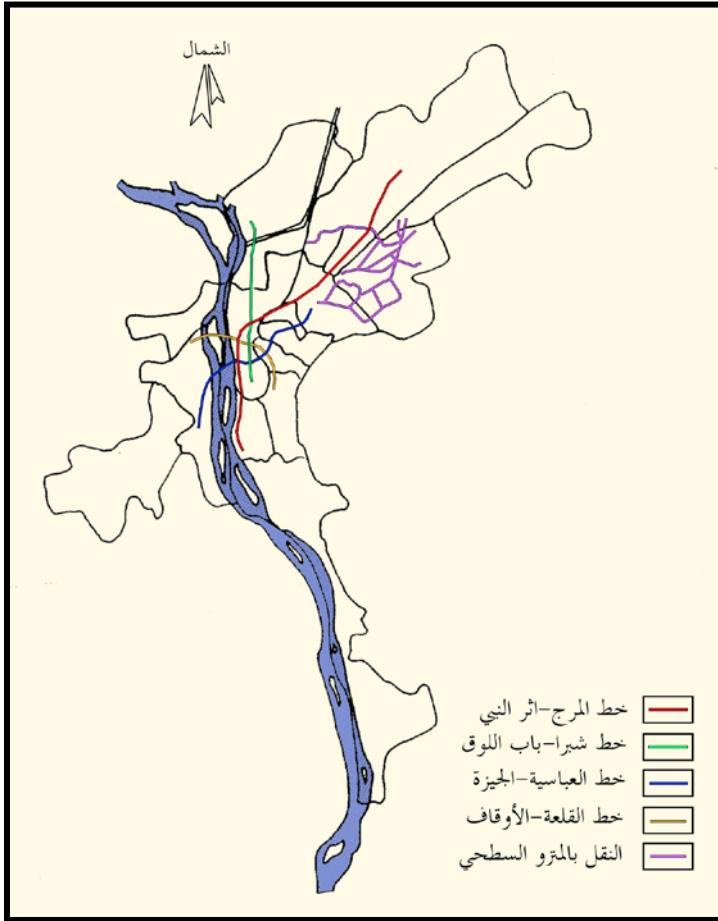 الشمال
خط المرج-اثر النبي
خط شبرا-باب اللوق
خط العباسية-الجيزة
خط القلعة-الأوقاف
النقل بالمترو السطحي